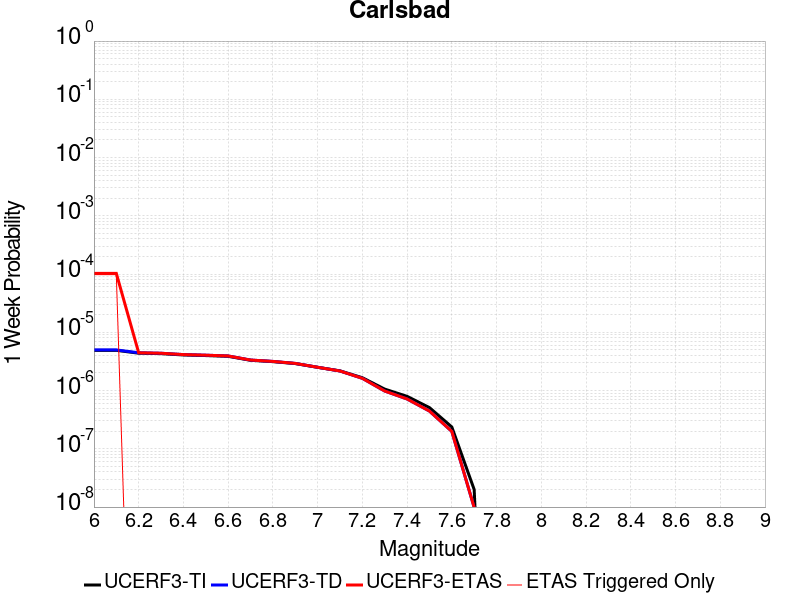 Carlsbad
1 Week Probability
10^0
10^-1
10^-2
10^-3
10^-4
10^-5
10^-6
10^-7
10^-8
6 6.2 6.4 6.6 6.8 7 7.2 7.4 7.6 7.8 8 8.2 8.4 8.6 8.8 9
Magnitude
UCERF3-TI UCERF3-TD UCERF3-ETAS ETAS Triggered Only